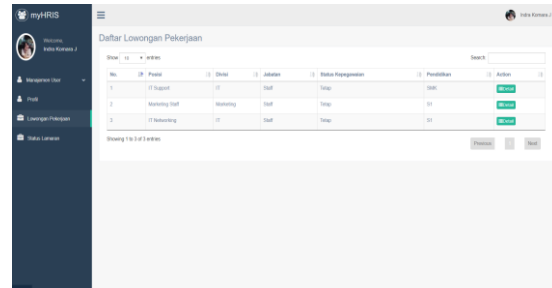 myHRIS
Indra Komara J
Welcome,
Indra Komara J
Manajemen User
Profil
Lowongan Pekerjaan
Status Lamaran
Daftar Lowongan Pekerjaan
Show 10 entries Search:
No Posisi Divisi Jabatan Status Kepegawaian Pendidikan Action
1 IT Support IT Staff Tetap SMK Detail
2 Marketing Staff Marketing Staff Tetap S1 Detail
3 IT Networking IT Staff Tetap S1 Detail
Showing 1 to 3 of 3 entries
Previous 1 Next